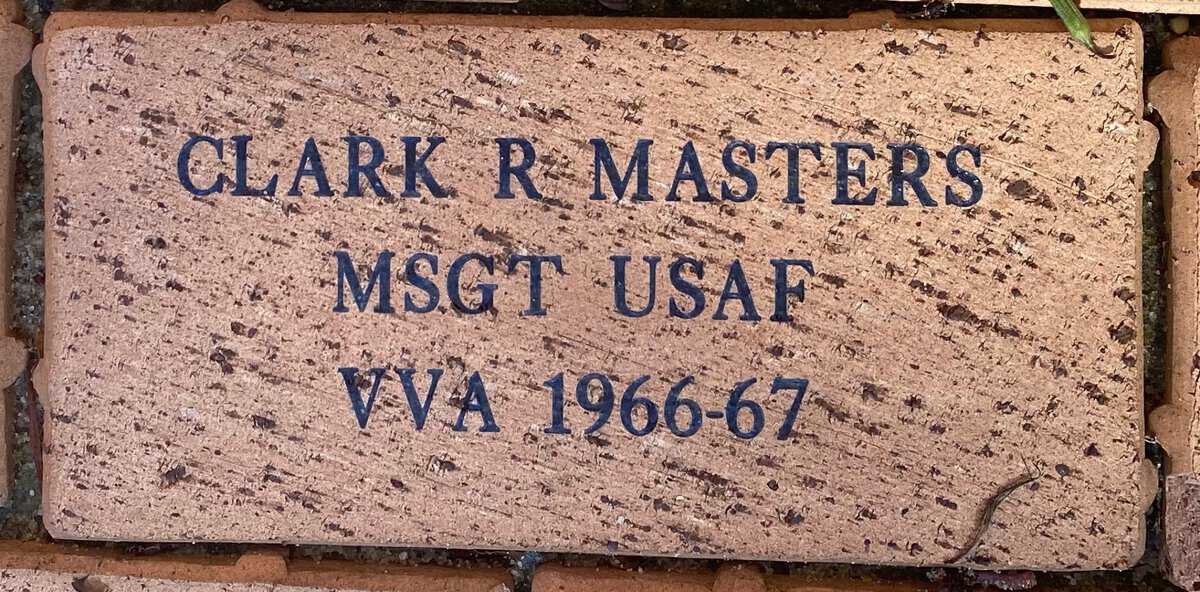 CLARK R MASTERS
MSGT USAF
VVA 1966-67